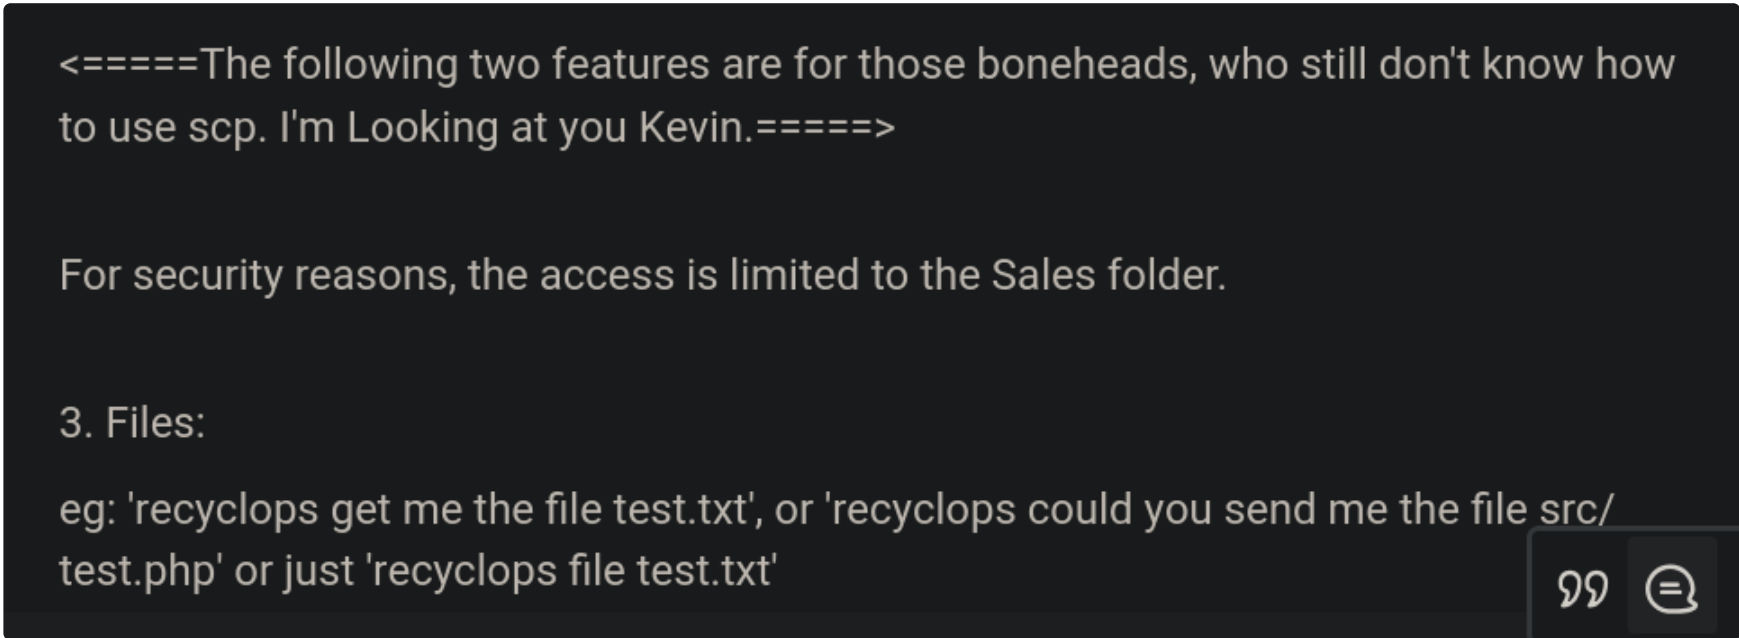 <=====The following two features are for those boneheads, who still don't know how
to use scp. I'm Looking at you Kevin.=====>
For security reasons, the access is limited to the Sales folder.
3. Files:
eg: 'recyclops get me the file test.txt', or 'recyclops could you send me the file src/
test.php' or just 'recyclops file test.txt'